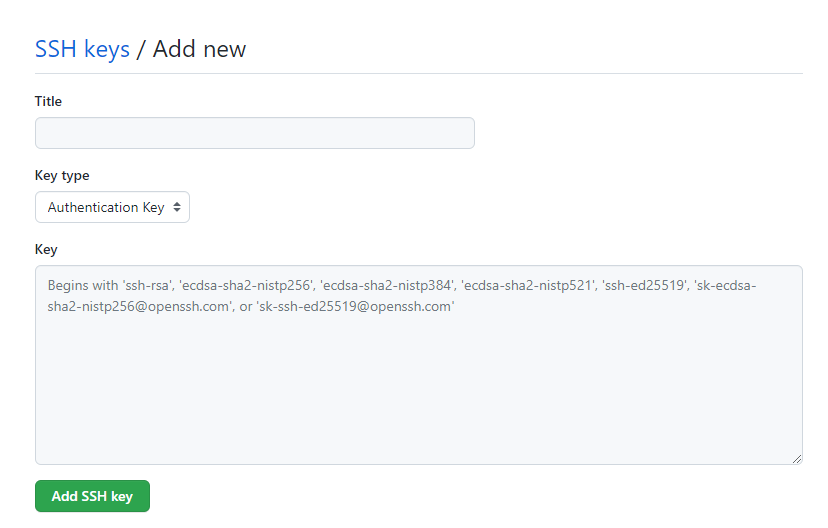 SSH keys / Add new
Title
Key type
Authentication Key
Key
Begins with 'ssh-rsa', 'ecdsa-sha2-nistp256', 'ecdsa-sha2-nistp384', 'ecdsa-sha2-nistp521', 'ssh-ed25519', 'sk-ecdsa-
sha2-nistp256@openssh.com', or 'sk-ssh-ed25519@openssh.com'
Add SSH key